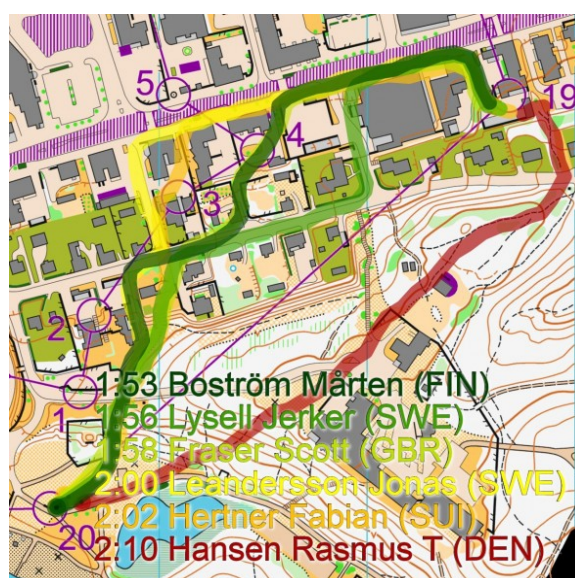 5
19
4
3
2
1
1:53 Boström Mårten (FIN)
1:56 Lysell Jerker (SWE)
1:58 Fraser Scott (GBR)
2:00 Leandersson Jonas (SWE)
2:02 Hertner Fabian (SUI)
20
2:10 Hansen Rasmus T (DEN)